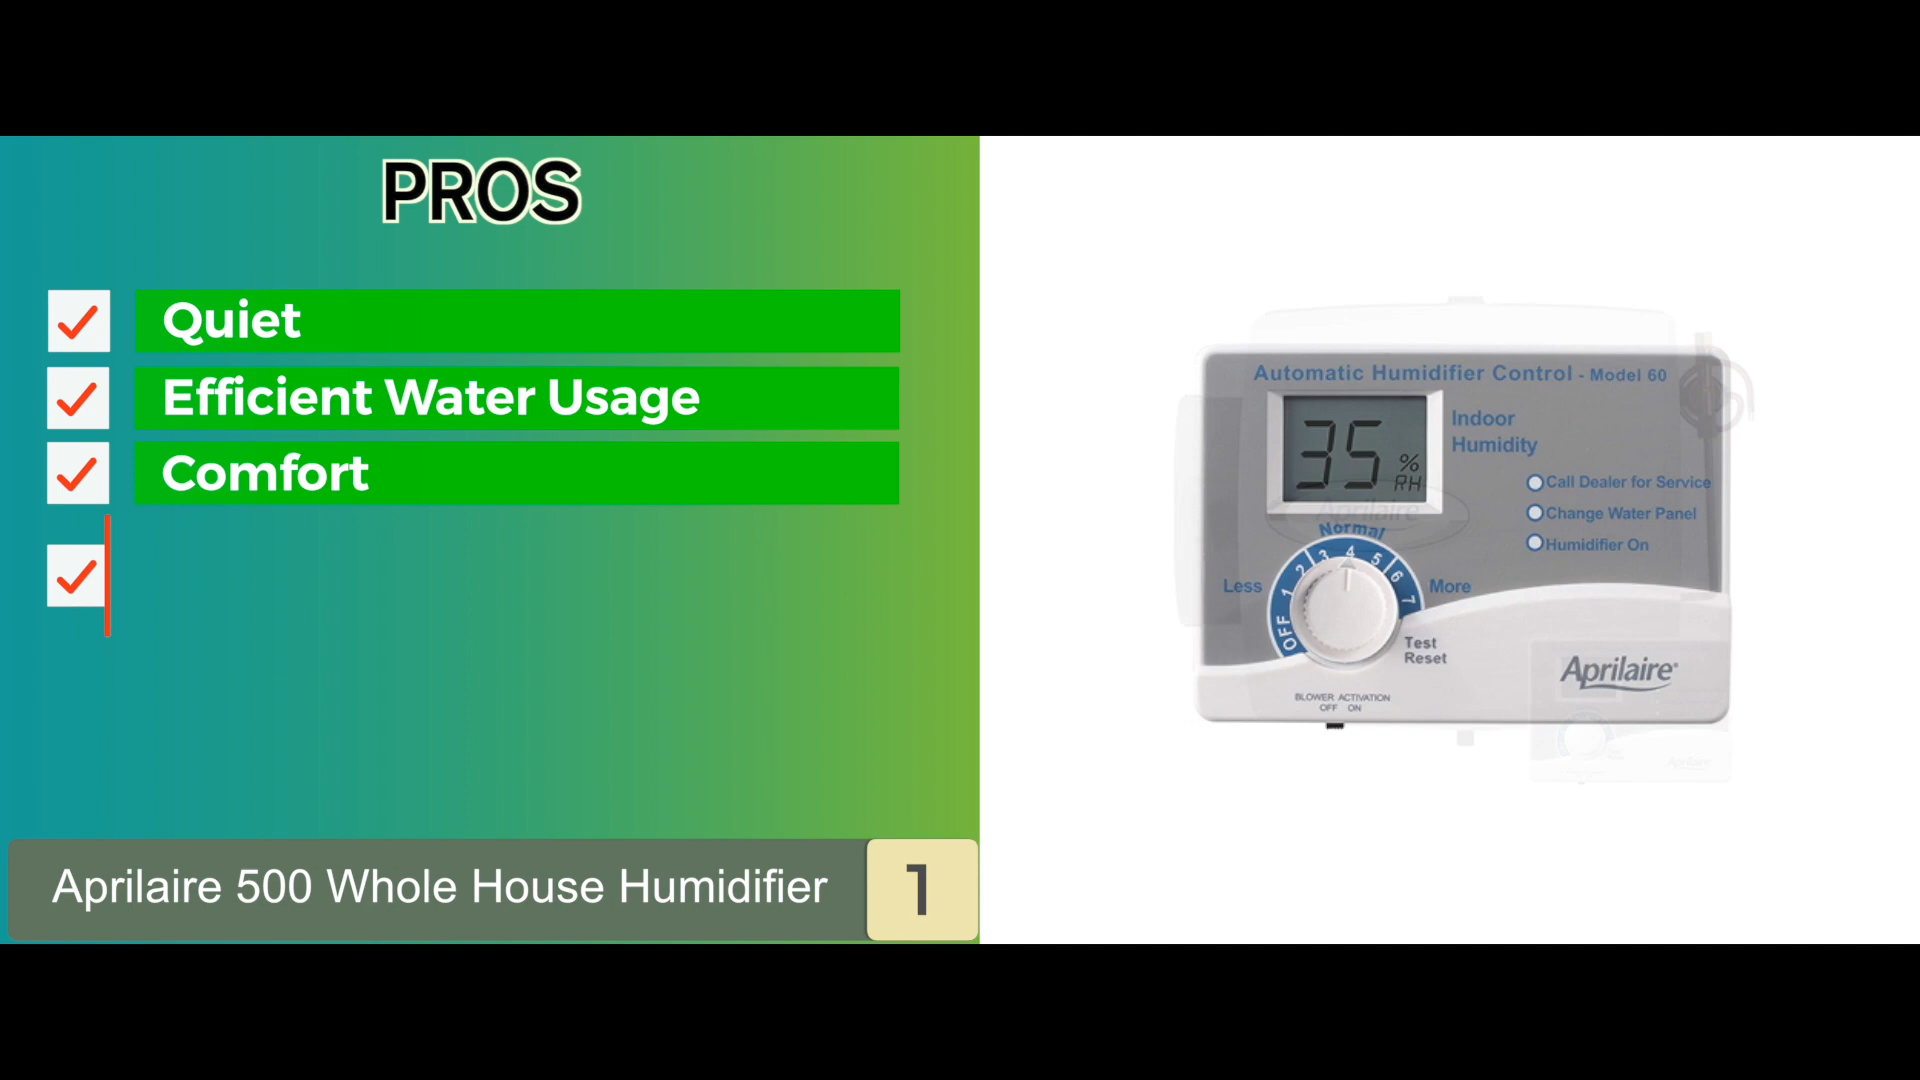 PROS
Quiet
Efficient Water Usage
Comfort
Aprilaire 500 Whole House Humidifier
1
Automatic Humidifier Control - Model 60
35 % RH
Indoor
Humidity
Call Dealer for Service
Change Water Panel
Humidifier On
Normal
OFF 1 2 3 4 5 6 7
Less
More
Test
Reset
BLOWER ACTIVATION
OFF ON
Aprilaire®
Aprilaire
Aprilaire